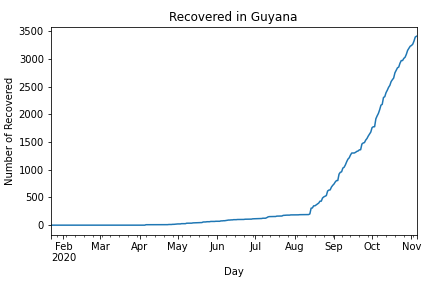 Recovered in Guyana
Number of Recovered
3500
3000
2500
2000
1500
1000
500
0
Feb Mar Apr May Jun Jul Aug Sep Oct Nov
2020
Day